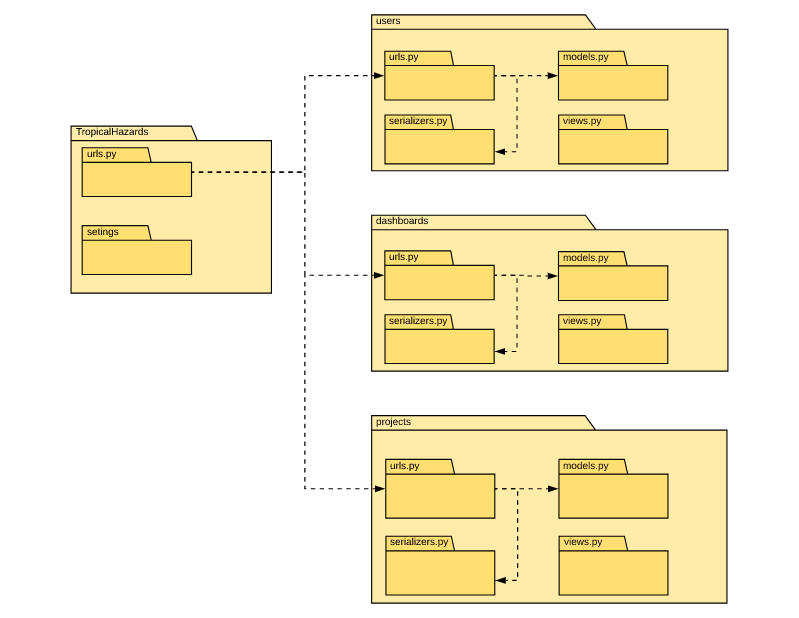 users
urls.py
models.py
serializers.py
views.py
TropicalHazards
urls.py
setings
dashboards
urls.py
models.py
serializers.py
views.py
projects
urls.py
models.py
serializers.py
views.py